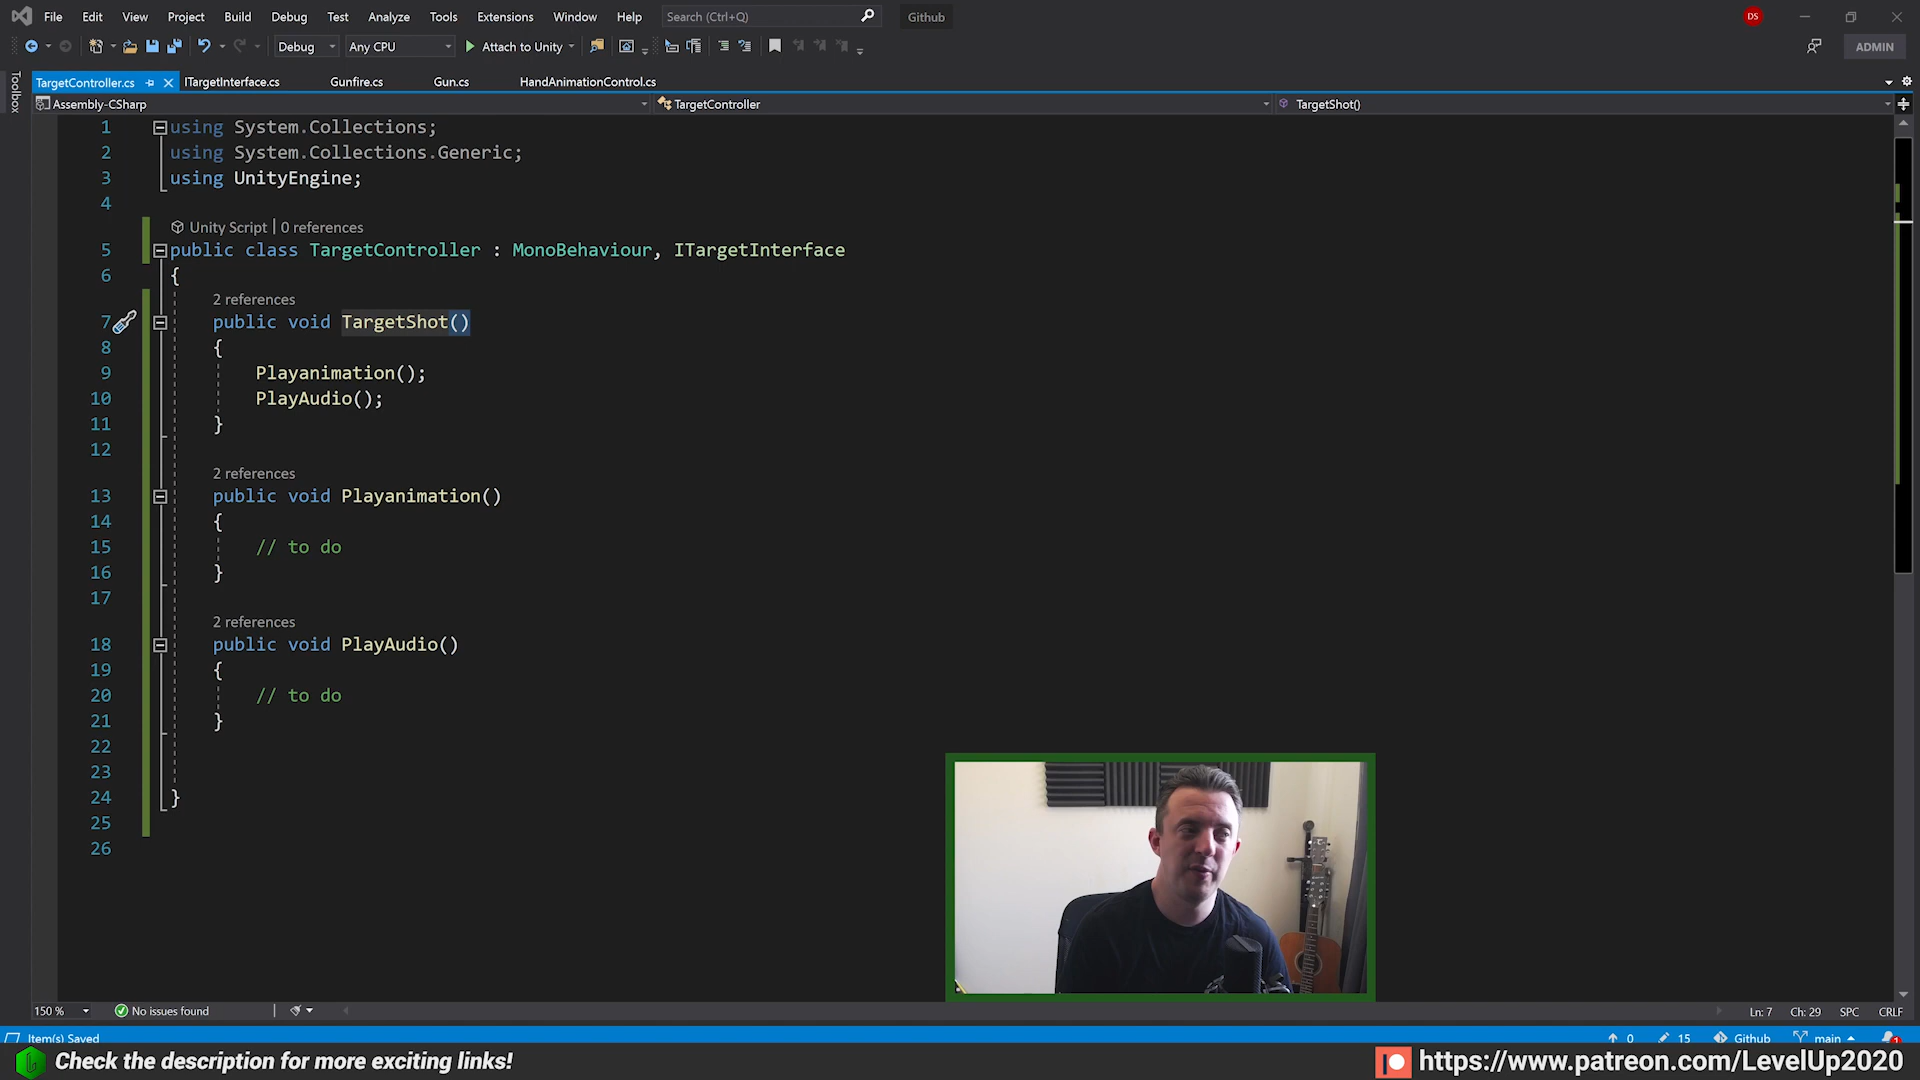 File Edit View Project Build Debug Test Analyze Tools Extensions Window Help Search (Ctrl+Q) Github DS
Debug Any CPU Attach to Unity ADMIN
Toolbox
TargetController.cs ITargetInterface.cs Gunfire.cs Gun.cs HandAnimationControl.cs
Assembly-CSharp TargetController TargetShot()
1 using System.Collections;
2 using System.Collections.Generic;
3 using UnityEngine;
4
Unity Script | 0 references
5 public class TargetController : MonoBehaviour, ITargetInterface
6 {
2 references
7 public void TargetShot()
8 {
9 Playanimation();
10 PlayAudio();
11 }
12
2 references
13 public void Playanimation()
14 {
15 // to do
16 }
17
2 references
18 public void PlayAudio()
19 {
20 // to do
21 }
22
23
24 }
25
26
150 % No issues found Ln: 7 Ch: 29 SPC CRLF
Item(s) Saved 0 15 Github main 1
Check the description for more exciting links! https://www.patreon.com/LevelUp2020